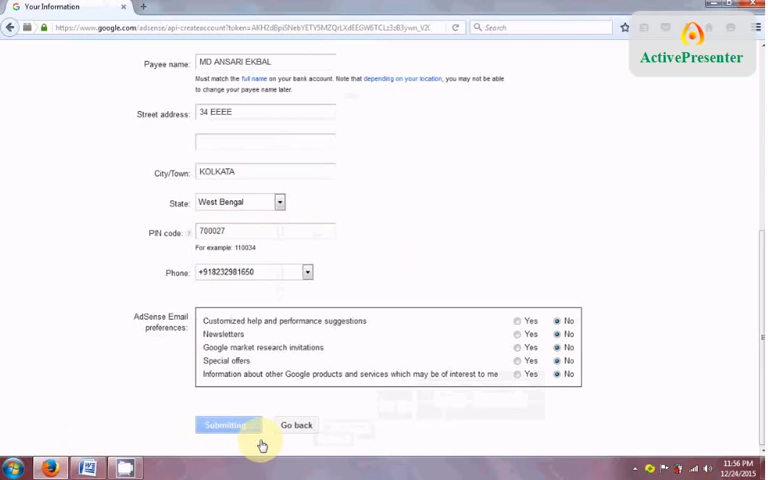 Your Information
https://www.google.com/adsense/api-createaccount?token=
Search
ActivePresenter
Payee name: MD ANSARI EKBAL
Must match the full name on your bank account. Note that depending on your location, you may not be able
to change your payee name later.
Street address: 34 EEEE
City/Town: KOLKATA
State: West Bengal
PIN code: 700027
For example: 110034
Phone: +918232981650
AdSense Email
preferences:
Customized help and performance suggestions Yes No
Newsletters Yes No
Google market research invitations Yes No
Special offers Yes No
Information about other Google products and services which may be of interest to me Yes No
Submitting... Go back
11:56 PM
12/24/2015